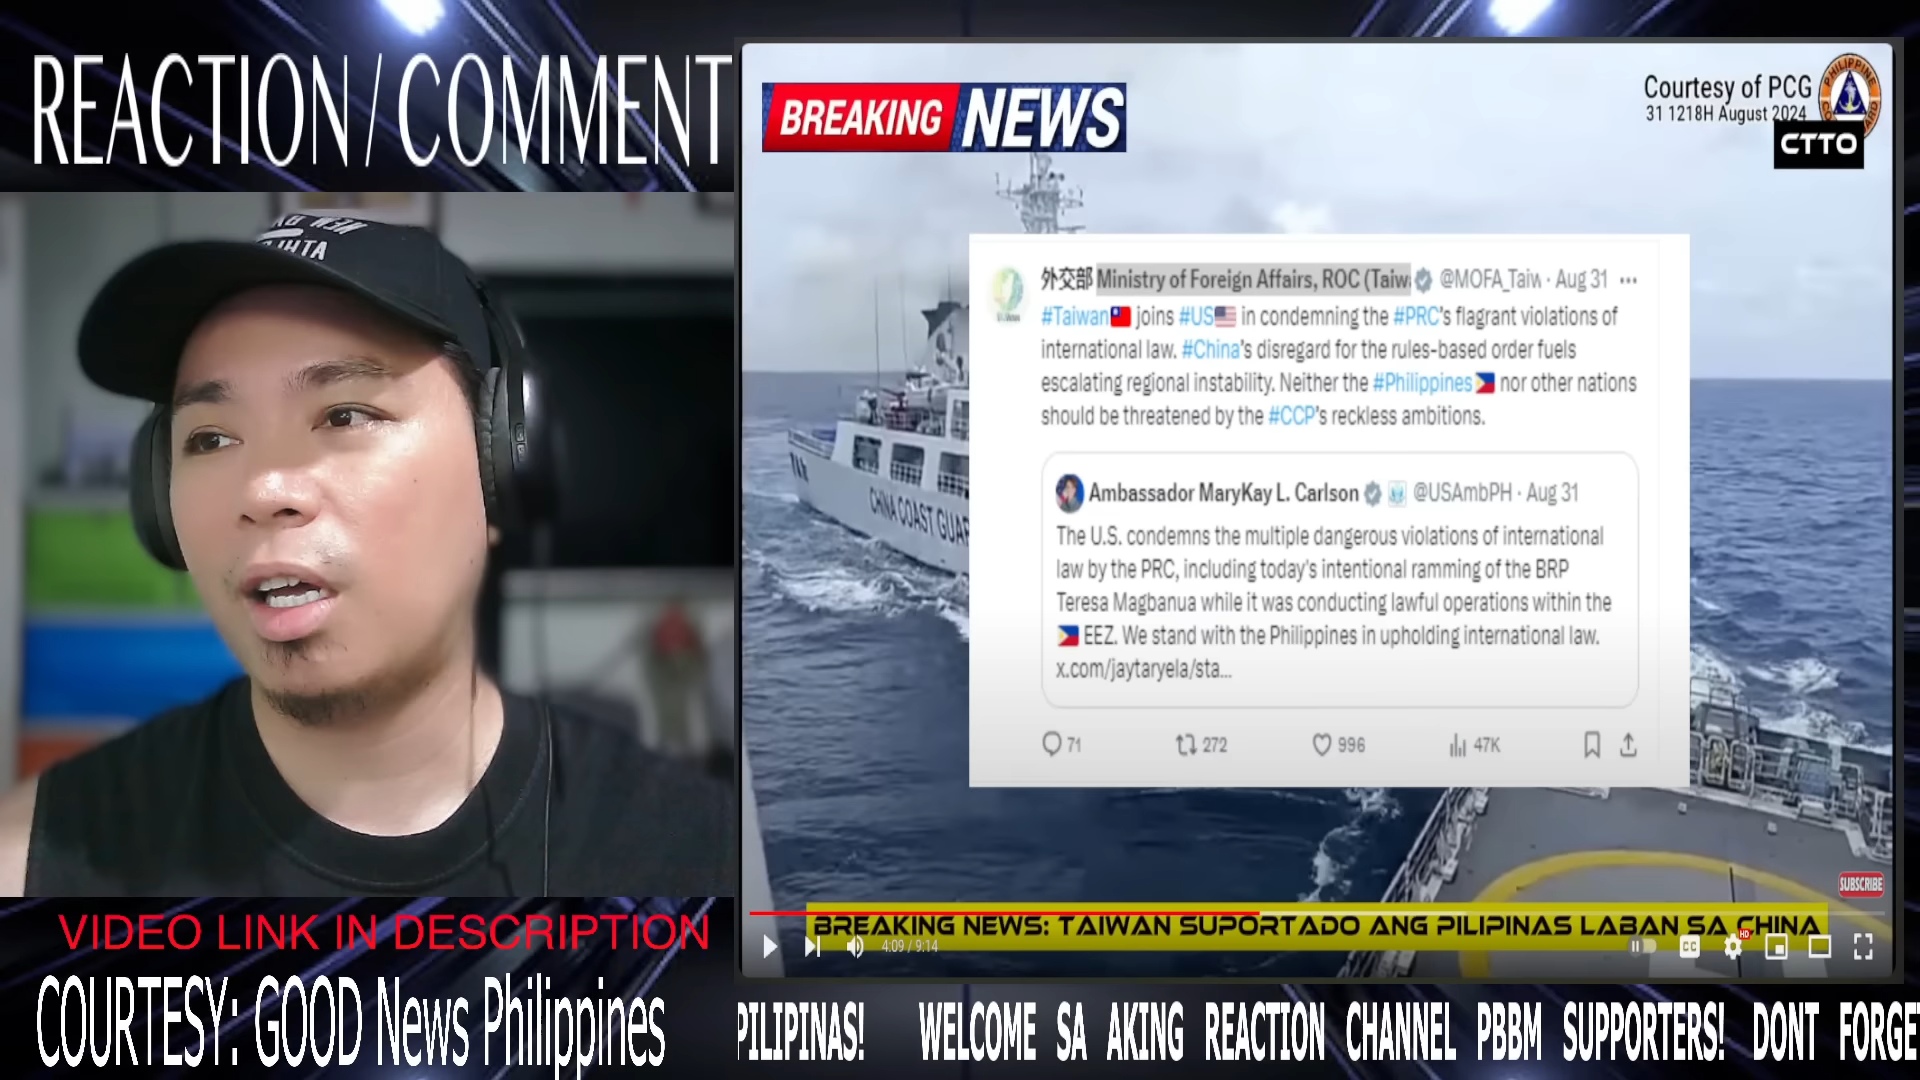 REACTION/COMMENT
BREAKING NEWS
Courtesy of PCG
31 1218H August 2024
CTTO
外交部 Ministry of Foreign Affairs, ROC (Taiw @MOFA_Taiw · Aug 31
#Taiwan joins #US in condemning the #PRC's flagrant violations of
international law. #China's disregard for the rules-based order fuels
escalating regional instability. Neither the #Philippines nor other nations
should be threatened by the #CCP's reckless ambitions.
Ambassador MaryKay L. Carlson @USAmbPH · Aug 31
The U.S. condemns the multiple dangerous violations of international
law by the PRC, including today's intentional ramming of the BRP
Teresa Magbanua while it was conducting lawful operations within the
EEZ. We stand with the Philippines in upholding international law.
x.com/jaytaryela/sta...
71 272 996 47K
CHINA COAST GUAR
SUBSCRIBE
BREAKING NEWS: TAIWAN SUPORTADO ANG PILIPINAS LABAN SA CHINA
4:09 / 9:14
CC HD
VIDEO LINK IN DESCRIPTION
COURTESY: GOOD News Philippines
PILIPINAS! WELCOME SA AKING REACTION CHANNEL PBBM SUPPORTERS! DONT FORGE